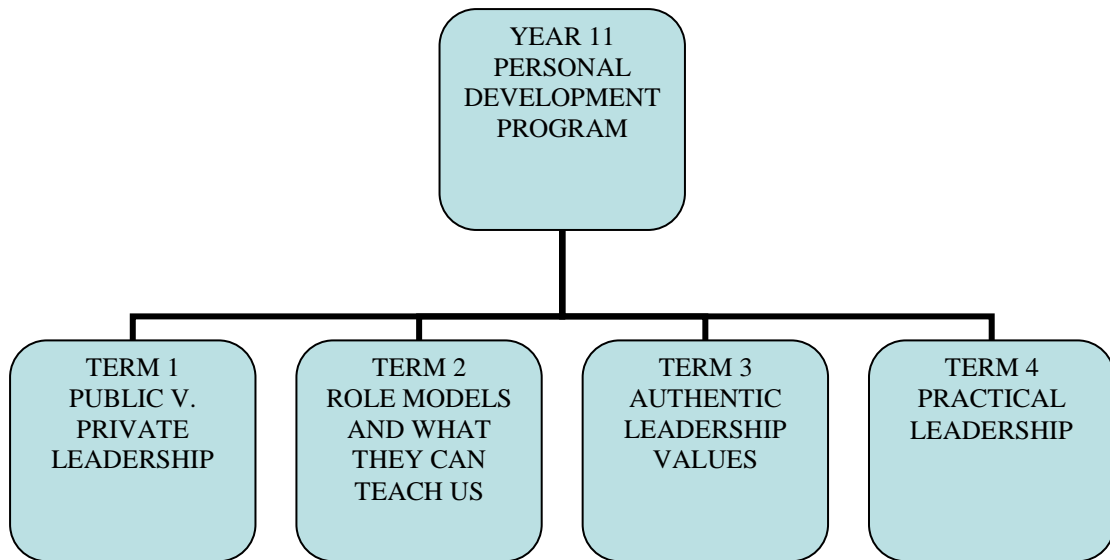 YEAR 11
PERSONAL
DEVELOPMENT
PROGRAM
TERM 1
PUBLIC V.
PRIVATE
LEADERSHIP
TERM 2
ROLE MODELS
AND WHAT
THEY CAN
TEACH US
TERM 3
AUTHENTIC
LEADERSHIP
VALUES
TERM 4
PRACTICAL
LEADERSHIP